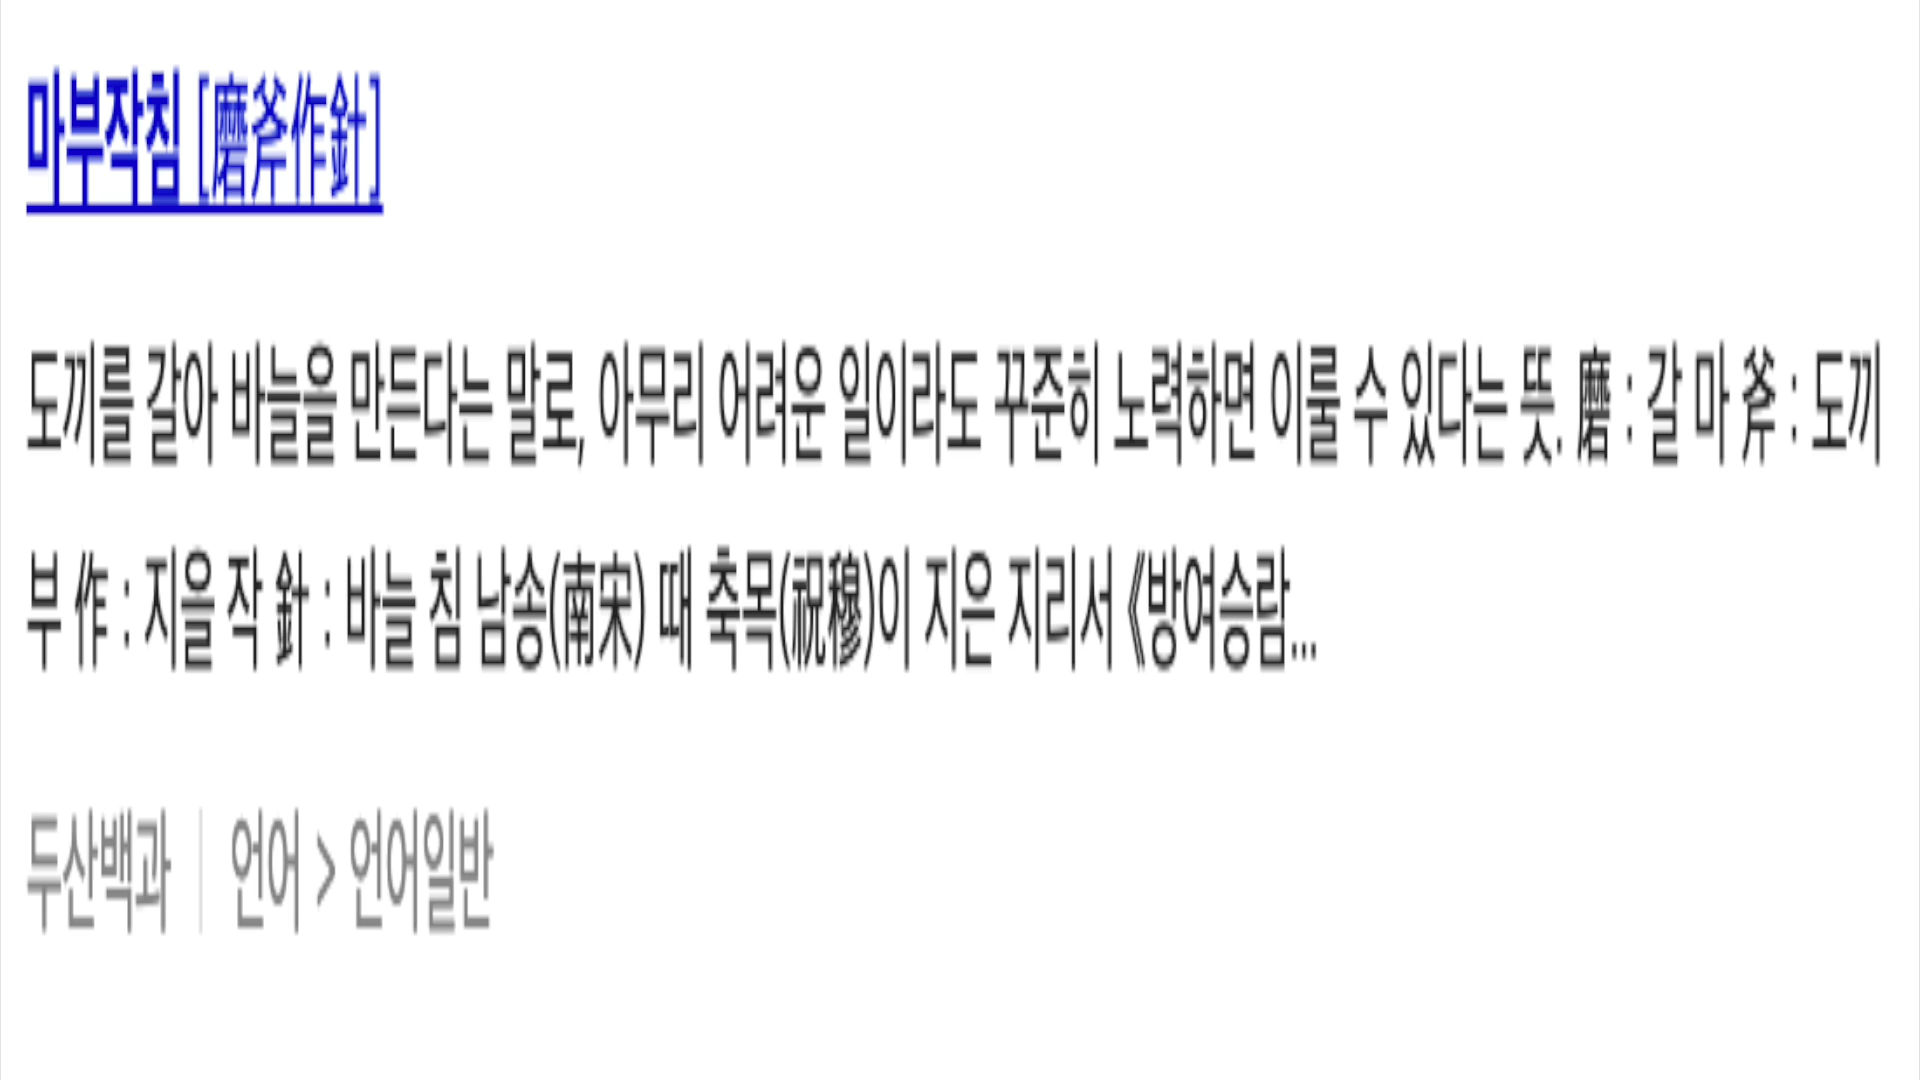 마부작침 [磨斧作針]
도끼를 갈아 바늘을 만든다는 말로, 아무리 어려운 일이라도 꾸준히 노력하면 이룰 수 있다는 뜻. 磨 : 갈 마 斧 : 도끼
부 作 : 지을 작 針 : 바늘 침 남송(南宋) 때 축목(祝穆)이 지은 지리서 《방여승람...
두산백과 | 언어 > 언어일반